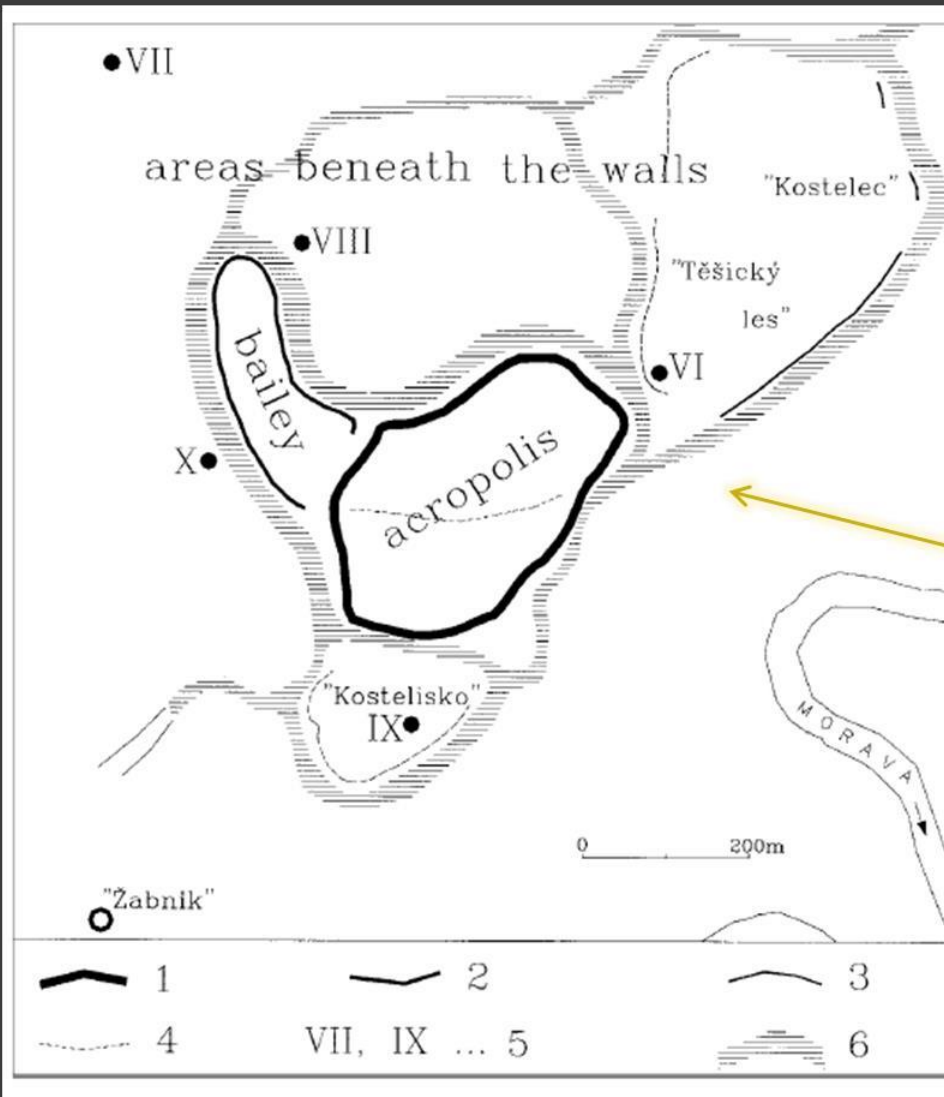 VII
areas beneath the walls
"Kostelec"
VIII
"Těšický
les"
bailey
VI
X
acropolis
"Kostelisko"
IX
MORAVA
0 200m
"Žabník"
1 2 3
4 VII, IX ... 5 6